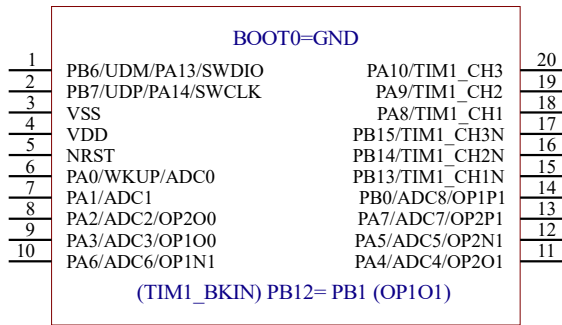 BOOT0=GND
1 PB6/UDM/PA13/SWDIO PA10/TIM1_CH3 20
2 PB7/UDP/PA14/SWCLK PA9/TIM1_CH2 19
3 VSS PA8/TIM1_CH1 18
4 VDD PB15/TIM1_CH3N 17
5 NRST PB14/TIM1_CH2N 16
6 PA0/WKUP/ADC0 PB13/TIM1_CH1N 15
7 PA1/ADC1 PB0/ADC8/OP1P1 14
8 PA2/ADC2/OP2O0 PA7/ADC7/OP2P1 13
9 PA3/ADC3/OP1O0 PA5/ADC5/OP2N1 12
10 PA6/ADC6/OP1N1 PA4/ADC4/OP2O1 11
(TIM1_BKIN) PB12= PB1 (OP1O1)